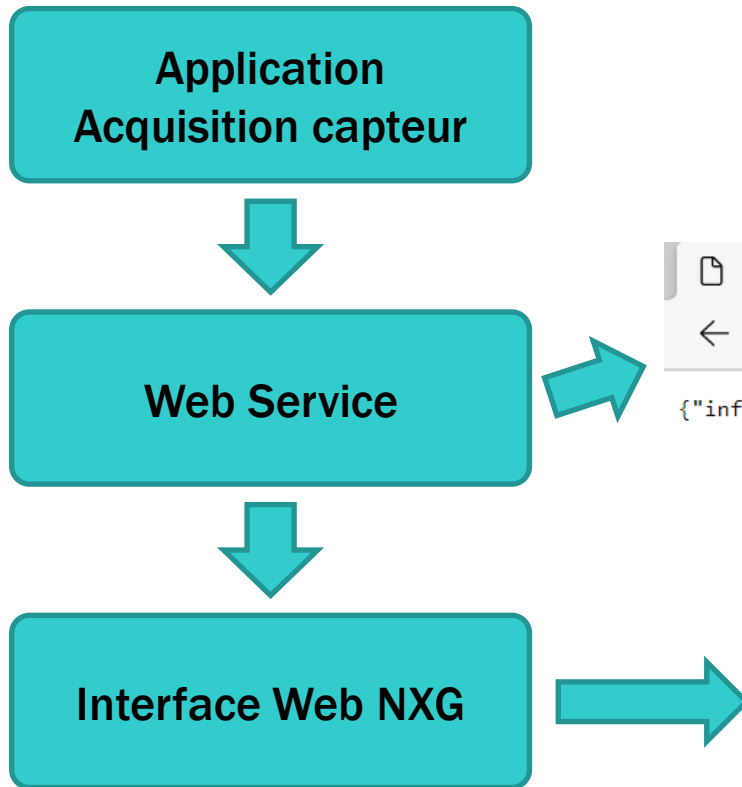 Application
Acquisition capteur
Web Service
{"inf
Interface Web NXG